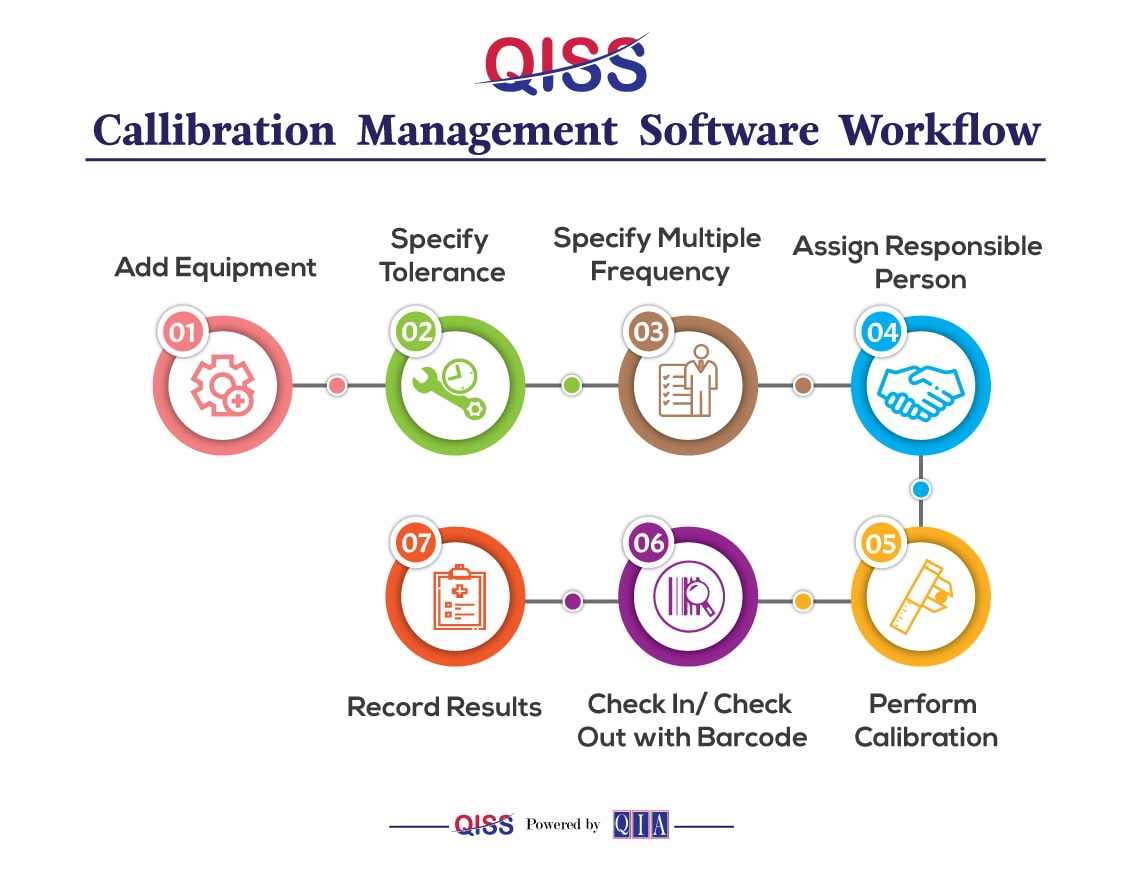 QISS
Callibration Management Software Workflow
Add Equipment
Specify
Tolerance
Specify Multiple
Frequency
Assign Responsible
Person
01
02
03
04
07
06
05
Record Results
Check In/ Check
Out with Barcode
Perform
Calibration
QISS Powered by QIA